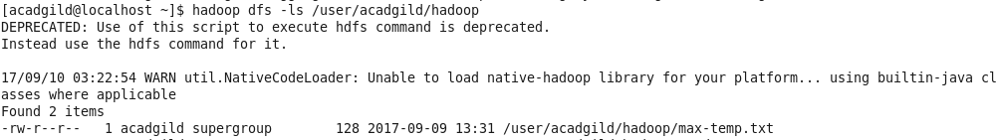 [acadgild@localhost ~]$ hadoop dfs -ls /user/acadgild/hadoop
DEPRECATED: Use of this script to execute hdfs command is deprecated.
Instead use the hdfs command for it.
17/09/10 03:22:54 WARN util.NativeCodeLoader: Unable to load native-hadoop library for your platform... using builtin-java cl
asses where applicable
Found 2 items
-rw-r--r--   1 acadgild supergroup        128 2017-09-09 13:31 /user/acadgild/hadoop/max-temp.txt